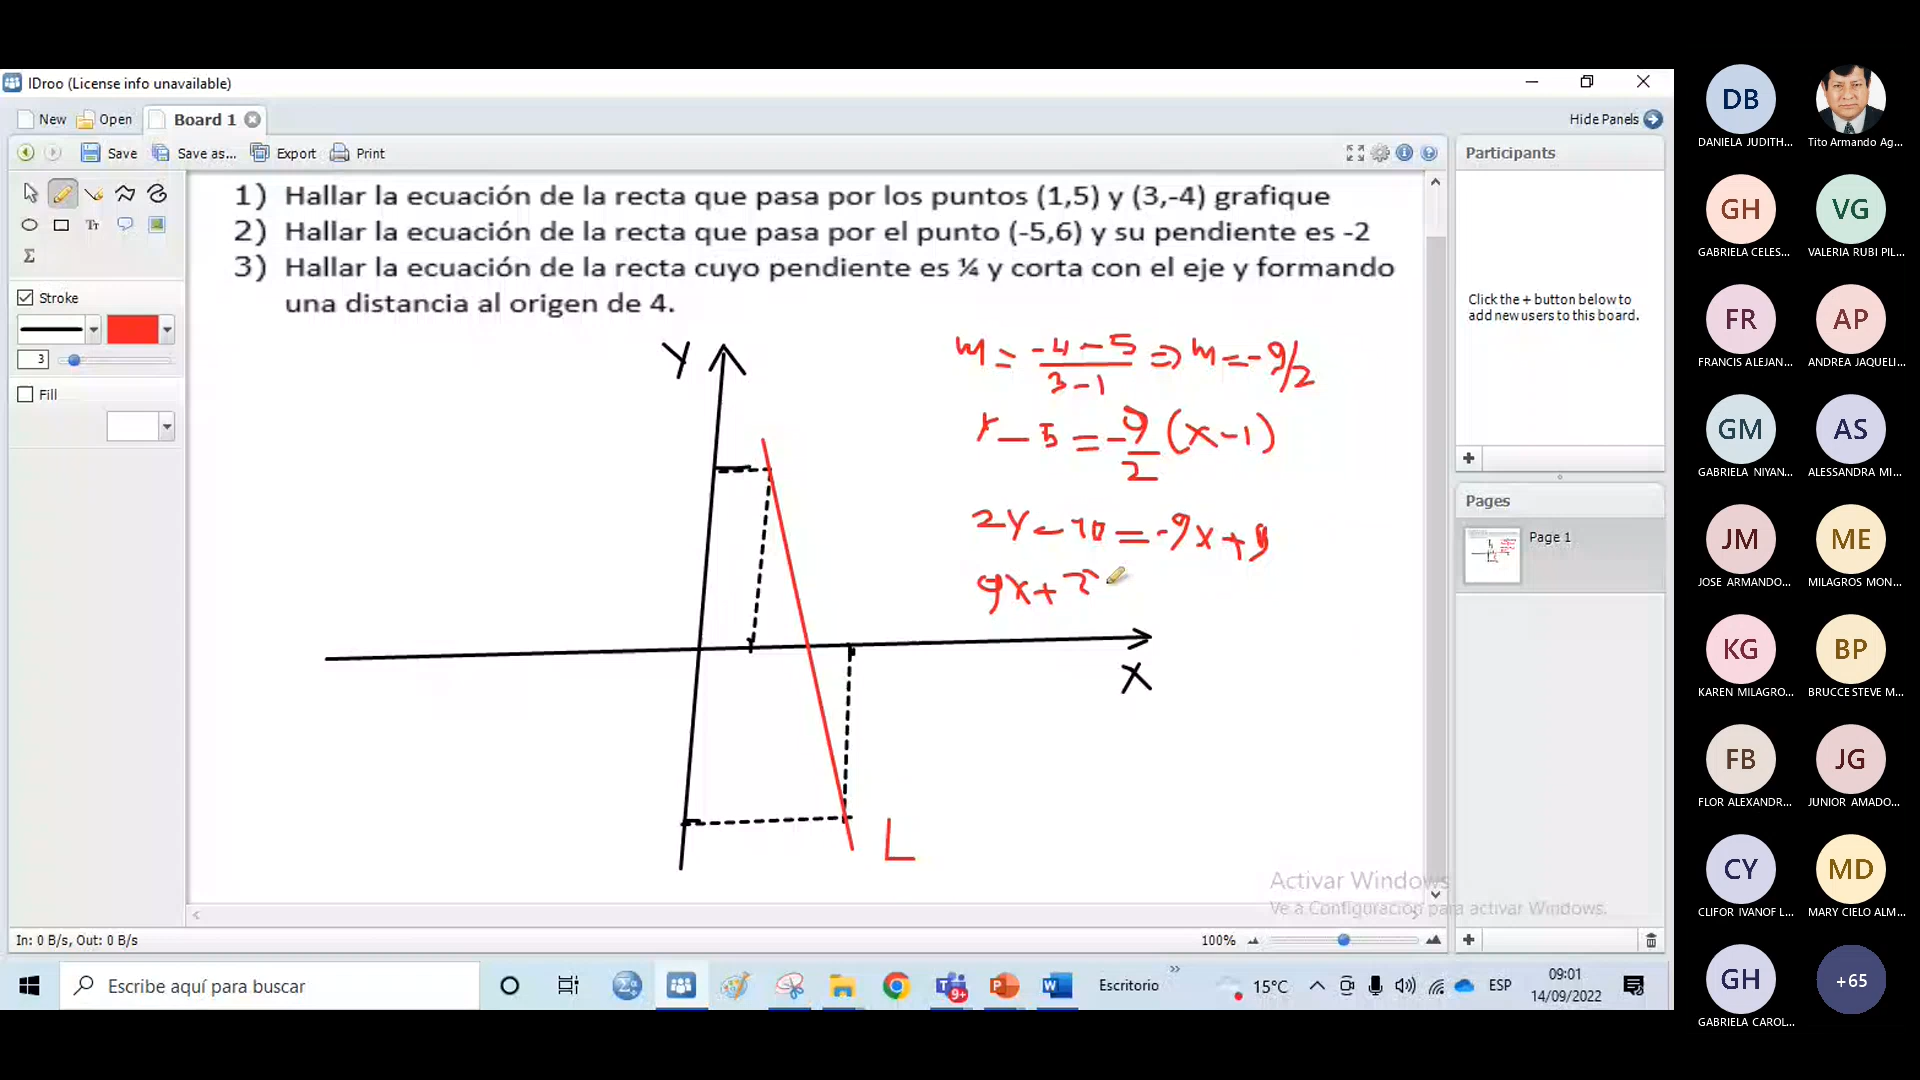 IDroo (License info unavailable)
New
Open
Board 1
Hide Panels
Save
Save as...
Export
Print
Participants
1) Hallar la ecuación de la recta que pasa por los puntos (1,5) y (3,-4) grafique
2) Hallar la ecuación de la recta que pasa por el punto (-5,6) y su pendiente es -2
3) Hallar la ecuación de la recta cuyo pendiente es ¼ y corta con el eje y formando
una distancia al origen de 4.
Tr
Σ
Stroke
3
Fill
Y
m = -4-5/3-1 ⇒ m = -9/2
Y-5 = -9/2 (x-1)
2Y-10 = -9x+9
9x+2
X
L
Click the + button below to
add new users to this board.
Pages
Page 1
Activar Windows
Ve a Configuración para activar Windows.
In: 0 B/s, Out: 0 B/s
100%
Escribe aquí para buscar
9+
Escritorio
15°C
ESP
09:01
14/09/2022
DB
DANIELA JUDITH...
Tito Armando Ag...
GH
GABRIELA CELES...
VG
VALERIA RUBI PIL...
FR
FRANCIS ALEJAN...
AP
ANDREA JAQUELI...
GM
GABRIELA NIYAN...
AS
ALESSANDRA MI...
JM
JOSE ARMANDO...
ME
MILAGROS MON...
KG
KAREN MILAGRO...
BP
BRUCCE STEVE M...
FB
FLOR ALEXANDR...
JG
JUNIOR AMADO...
CY
CLIFOR IVANOF L...
MD
MARY CIELO ALM...
GH
GABRIELA CAROL...
+65